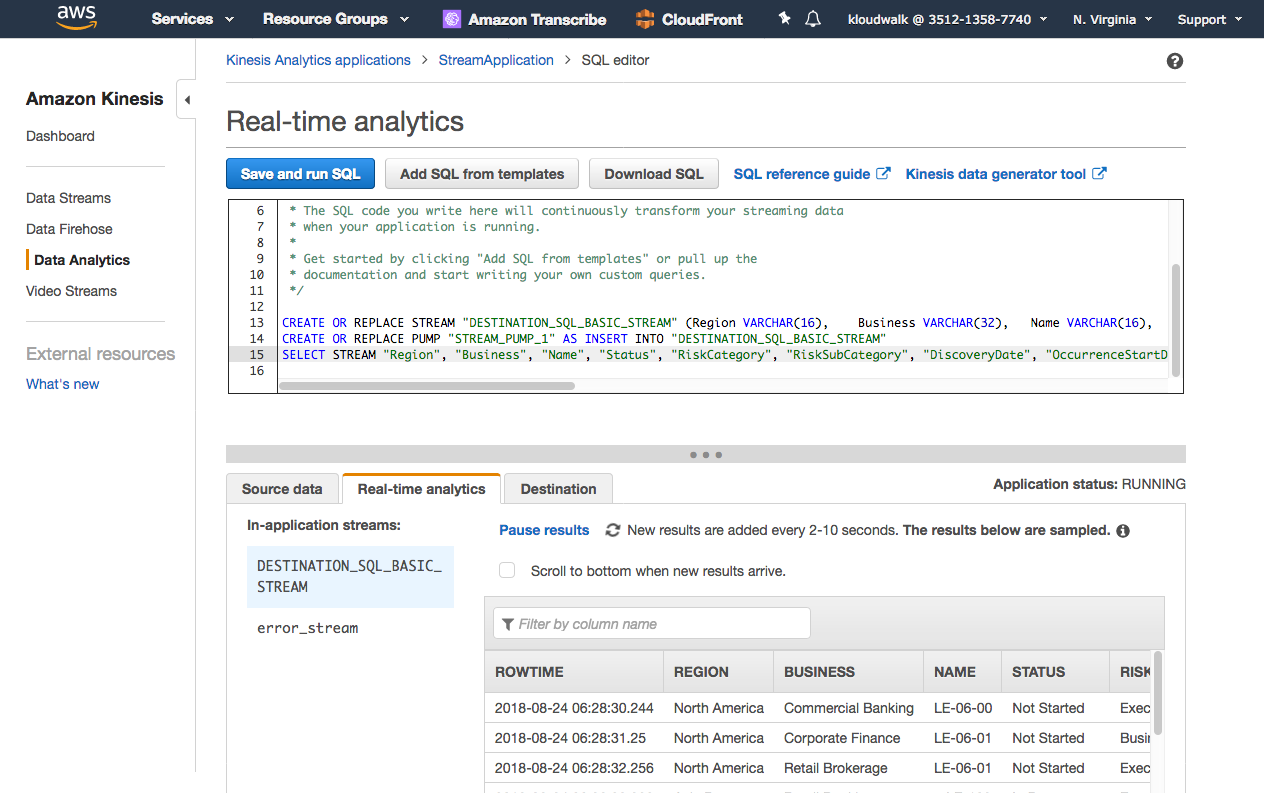 aws Services Resource Groups Amazon Transcribe CloudFront kloudwalk @ 3512-1358-7740 N. Virginia Support
Amazon Kinesis
Dashboard
Data Streams
Data Firehose
Data Analytics
Video Streams
External resources
What's new
Kinesis Analytics applications > StreamApplication > SQL editor
Real-time analytics
Save and run SQL Add SQL from templates Download SQL SQL reference guide Kinesis data generator tool
6 * The SQL code you write here will continuously transform your streaming data
7 * when your application is running.
8 *
9 * Get started by clicking "Add SQL from templates" or pull up the
10 * documentation and start writing your own custom queries.
11 */
12
13 CREATE OR REPLACE STREAM "DESTINATION_SQL_BASIC_STREAM" (Region VARCHAR(16), Business VARCHAR(32), Name VARCHAR(16),
14 CREATE OR REPLACE PUMP "STREAM_PUMP_1" AS INSERT INTO "DESTINATION_SQL_BASIC_STREAM"
15 SELECT STREAM "Region", "Business", "Name", "Status", "RiskCategory", "RiskSubCategory", "DiscoveryDate", "OccurrenceStartD
16
Source data Real-time analytics Destination Application status: RUNNING
In-application streams:
DESTINATION_SQL_BASIC_
STREAM
error_stream
Pause results New results are added every 2-10 seconds. The results below are sampled.
Scroll to bottom when new results arrive.
Filter by column name
ROWTIME REGION BUSINESS NAME STATUS RISK
2018-08-24 06:28:30.244 North America Commercial Banking LE-06-00 Not Started Exec
2018-08-24 06:28:31.25 North America Corporate Finance LE-06-01 Not Started Busi
2018-08-24 06:28:32.256 North America Retail Brokerage LE-06-01 Not Started Exec